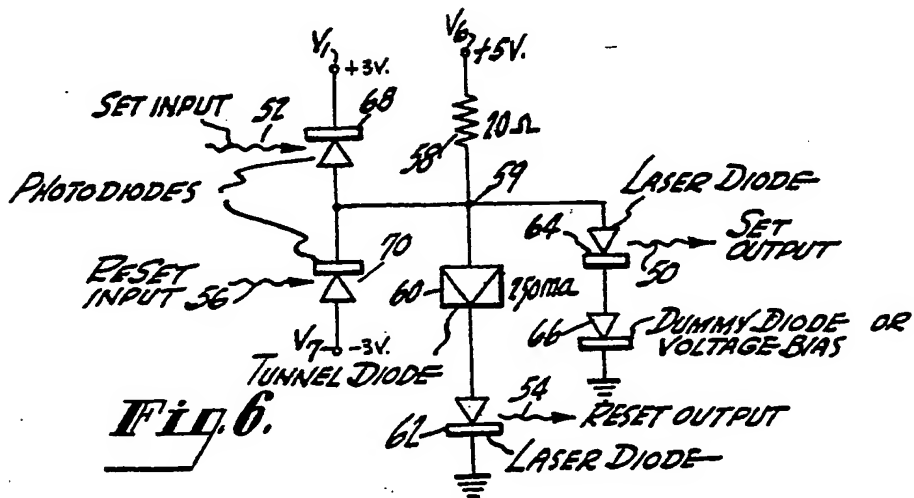 V1
+3V.
V6
+5V.
SET INPUT
52
68
58
20Ω
59
PHOTODIODES
LASER DIODE
64
SET
OUTPUT
50
RESET
INPUT
56
70
60
250ma
66
DUMMY DIODE OR
VOLTAGE BIAS
V7
-3V.
TUNNEL DIODE
54
RESET OUTPUT
62
LASER DIODE
Fig. 6.